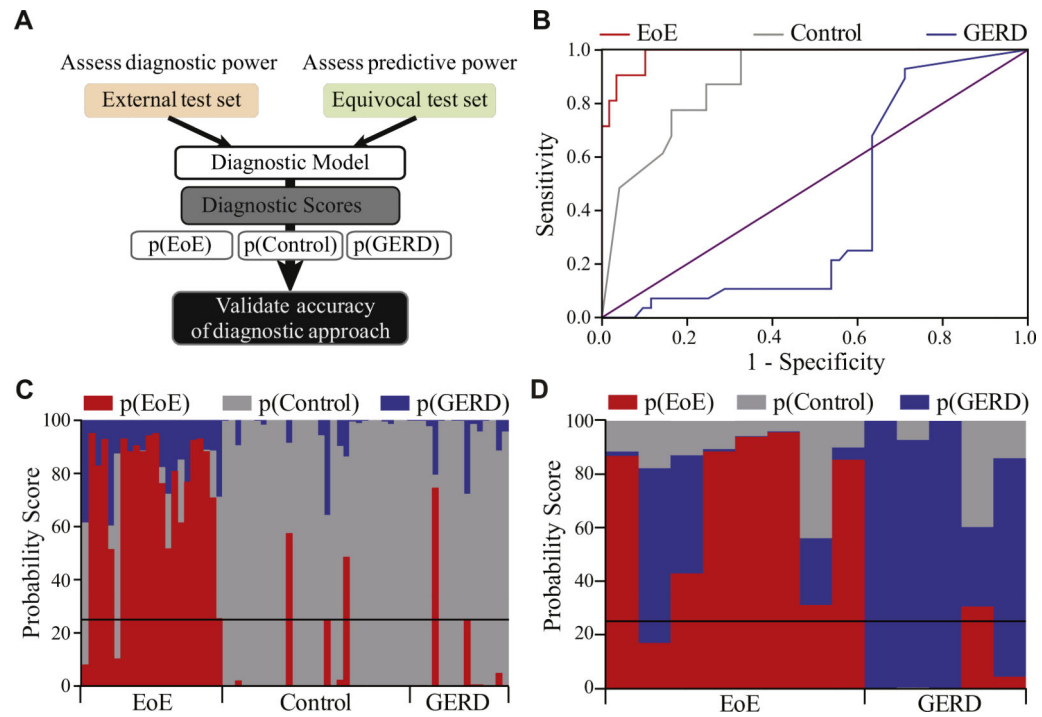 A
Assess diagnostic power Assess predictive power
External test set Equivocal test set
Diagnostic Model
Diagnostic Scores
p(EoE) p(Control) p(GERD)
Validate accuracy
of diagnostic approach
B
EoE Control GERD
Sensitivity
1.0
0.8
0.6
0.4
0.2
0.0
0.0 0.2 0.4 0.6 0.8 1.0
1 - Specificity
C
p(EoE) p(Control) p(GERD)
Probability Score
100
80
60
40
20
0
EoE Control GERD
D
p(EoE) p(Control) p(GERD)
Probability Score
100
80
60
40
20
0
EoE GERD